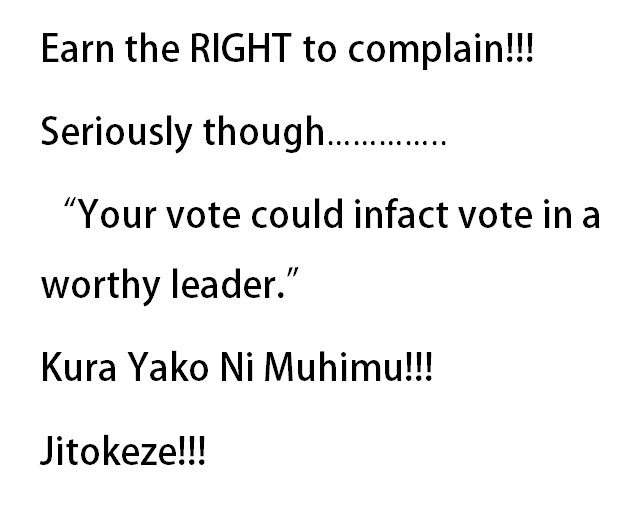 Earn the RIGHT to complain!!!
Seriously though…………..
“Your vote could infact vote in a
worthy leader.”
Kura Yako Ni Muhimu!!!
Jitokeze!!!